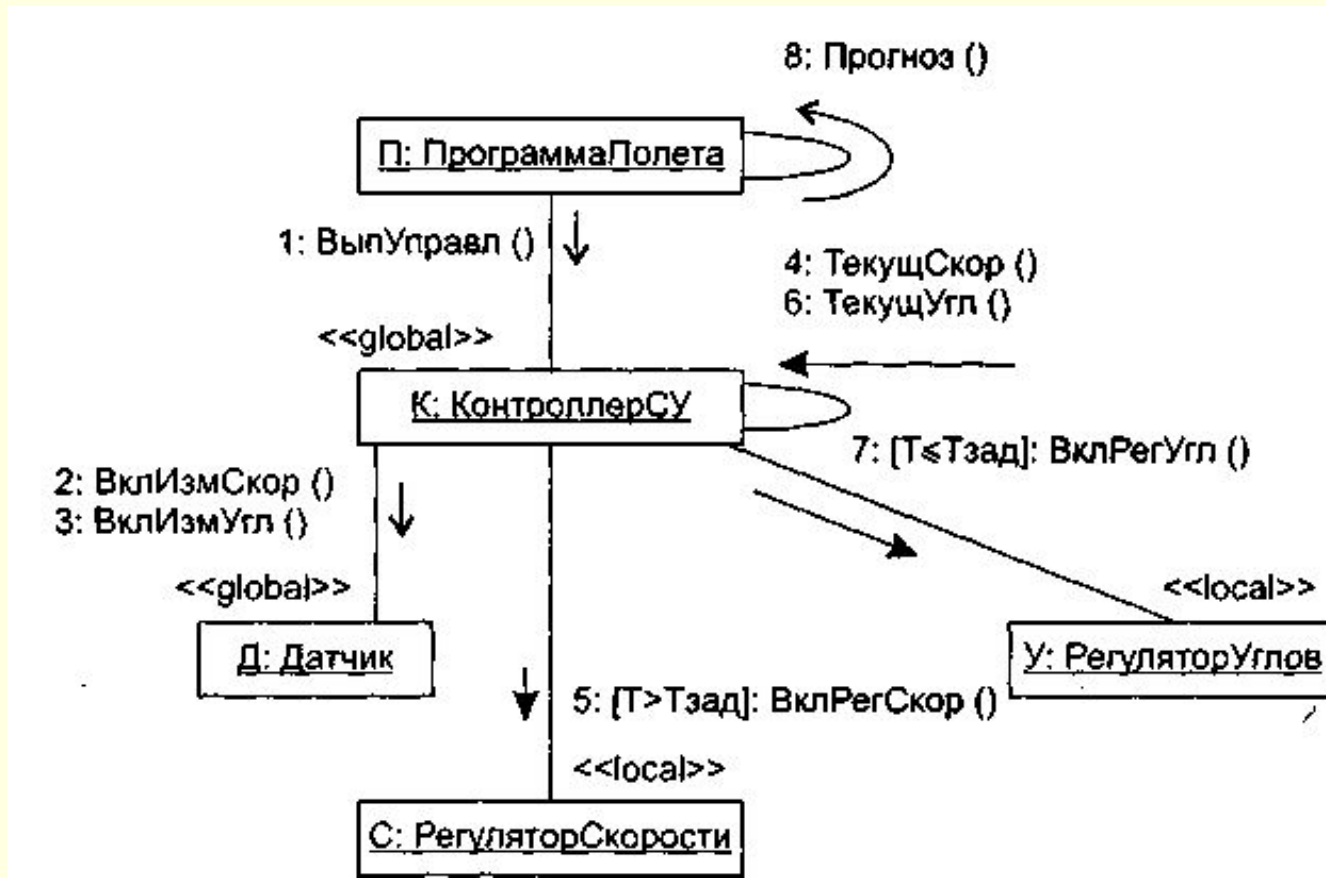 8: Прогноз ()
П: ПрограммаПолета
1: ВыпУправл ()
4: ТекущСкор ()
6: ТекущУгл ()
<<global>>
К: КонтроллерСУ
7: [T⩽Tзад]: ВклРегУгл ()
2: ВклИзмСкор ()
3: ВклИзмУгл ()
<<global>>
<<local>>
Д: Датчик
У: РегуляторУглов
5: [T>Tзад]: ВклРегСкор ()
<<local>>
С: РегуляторСкорости